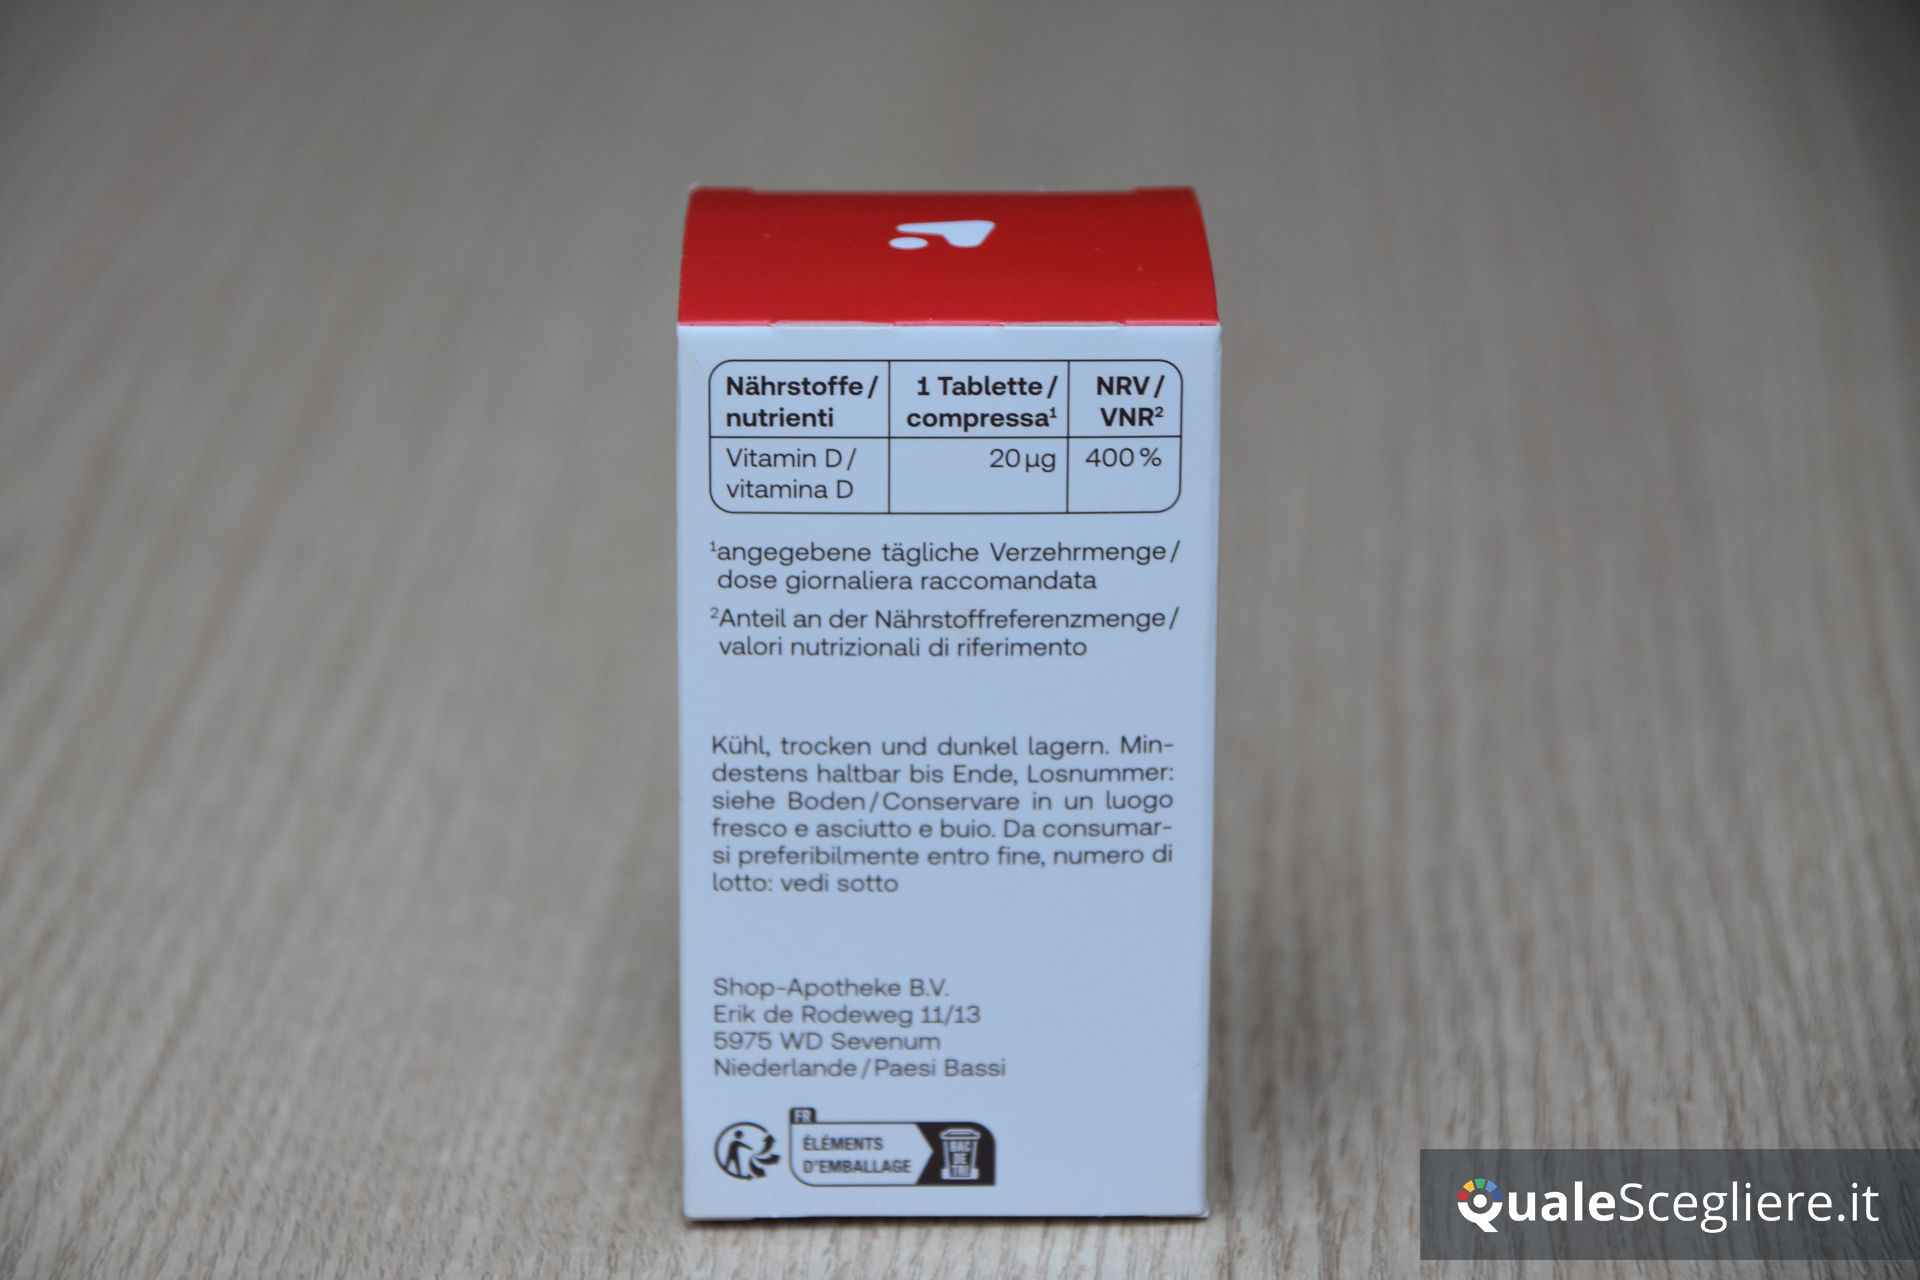 Nährstoffe/ nutrienti
1 Tablette/ compressa¹
NRV/ VNR²
Vitamin D/ vitamina D
20 µg
400 %
¹angegebene tägliche Verzehrmenge/
dose giornaliera raccomandata
²Anteil an der Nährstoffreferenzmenge/
valori nutrizionali di riferimento
Kühl, trocken und dunkel lagern. Min-
destens haltbar bis Ende, Losnummer:
siehe Boden/Conservare in un luogo
fresco e asciutto e buio. Da consumar-
si preferibilmente entro fine, numero di
lotto: vedi sotto
Shop-Apotheke B.V.
Erik de Rodeweg 11/13
5975 WD Sevenum
Niederlande/Paesi Bassi
FR
ÉLÉMENTS
D'EMBALLAGE
BAC
DE
TRI
QualeScegliere.it